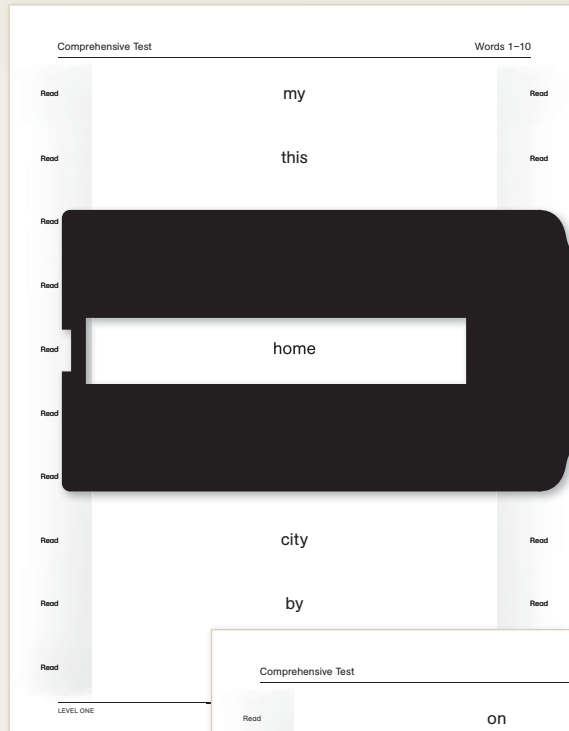 Comprehensive Test Words 1–10
Read my Read
Read this Read
Read
Read
Read home
Read
Read
Read city Read
Read by Read
Read
LEVEL ONE
Comprehensive Test
Read on